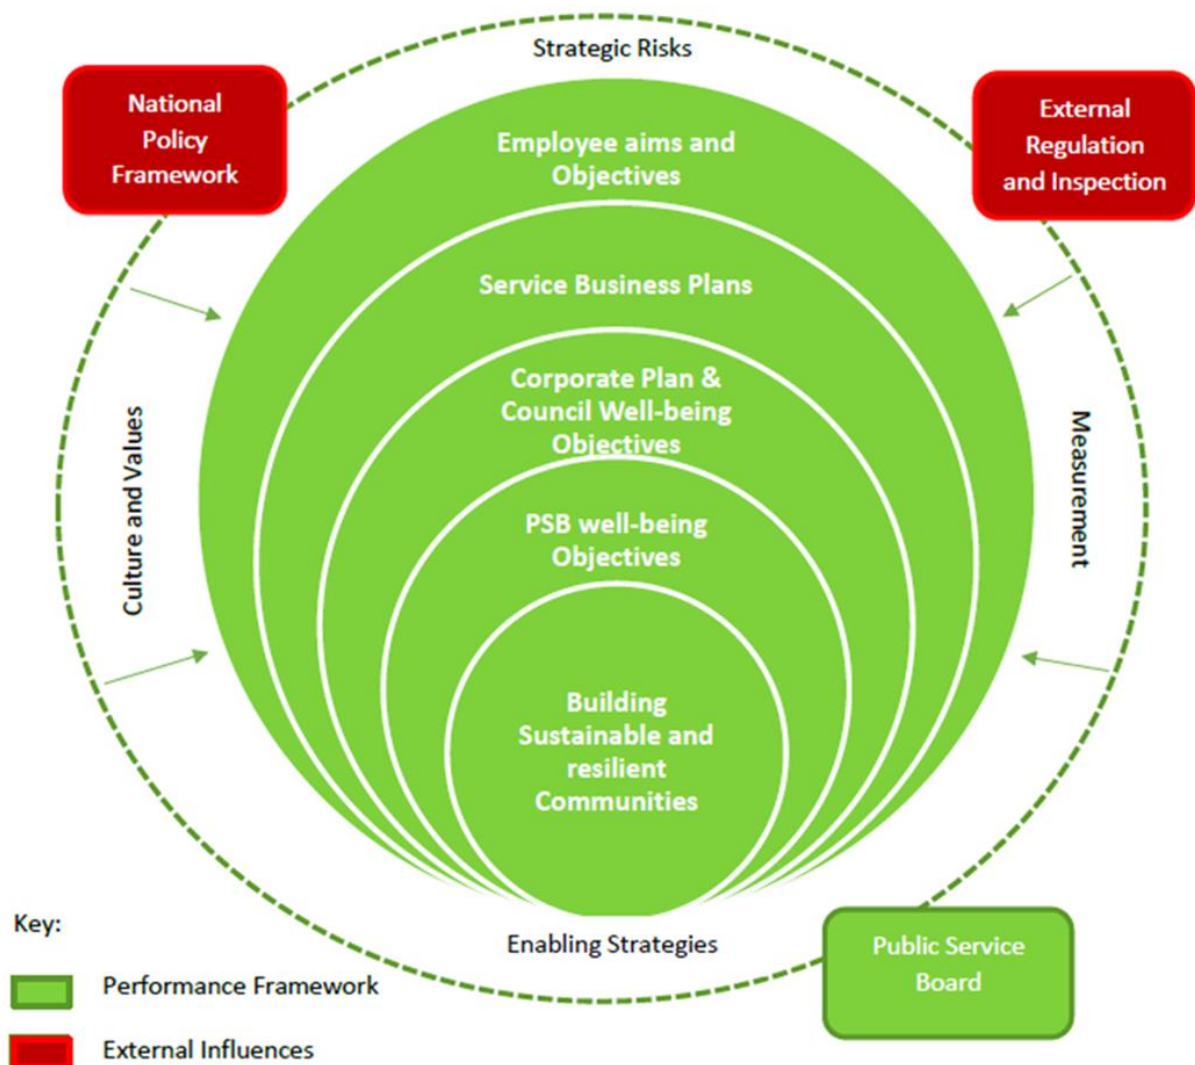 Strategic Risks
National
Policy
Framework
External
Regulation
and Inspection
Employee aims and
Objectives
Service Business Plans
Corporate Plan &
Council Well-being
Objectives
Culture and Values
Measurement
PSB well-being
Objectives
Building
Sustainable and
resilient
Communities
Enabling Strategies
Public Service
Board
Key:
Performance Framework
External Influences